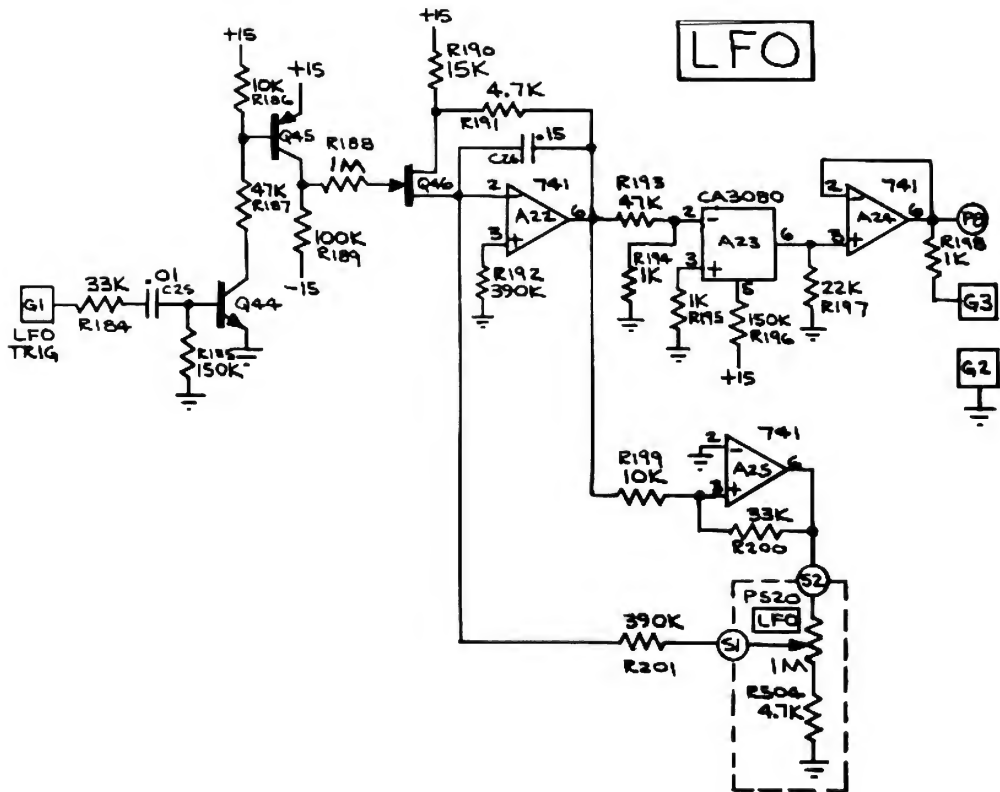 LFO
+15
+15
+15
R190
15K
10K
R186
4.7K
R191
Q45
R188
1M
.15
C26
Q46
47K
R187
2
741
A22
6
3
R193
47K
CA3080
2
-
A23
6
3
+
5
2
741
A24
6
3
P8
R198
1K
100K
R189
-15
R192
390K
R194
1K
1K
R195
150K
R196
+15
22K
R197
G3
G2
33K
R184
.01
C25
Q44
G1
LFO
TRIG
R185
150K
R199
10K
2
741
A25
6
3
33K
R200
S2
P520
LFO
390K
R201
S1
1M
R504
4.7K